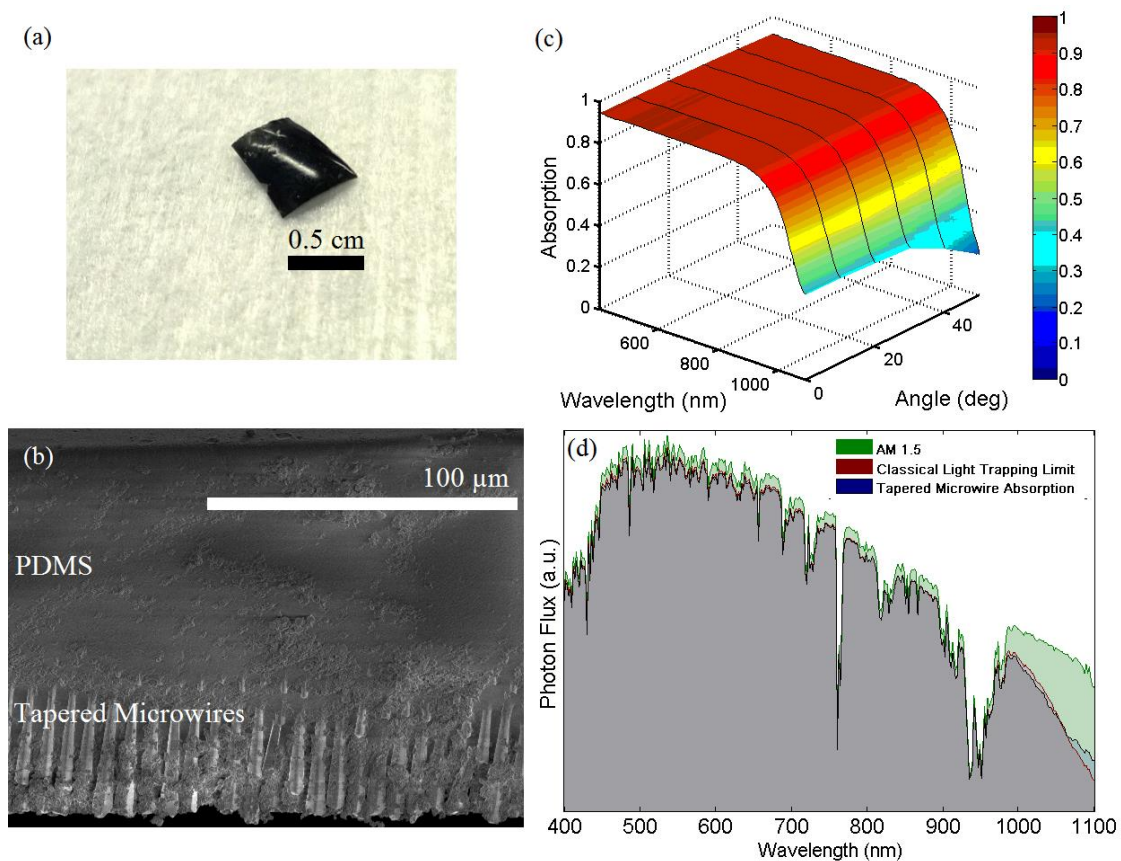 (a)
0.5 cm
(b)
100 µm
PDMS
Tapered Microwires
(c)
1
0.8
0.6
0.4
0.2
0
Absorption
600
800
1000
Wavelength (nm)
0
20
40
Angle (deg)
1
0.9
0.8
0.7
0.6
0.5
0.4
0.3
0.2
0.1
0
(d)
AM 1.5
Classical Light Trapping Limit
Tapered Microwire Absorption
Photon Flux (a.u.)
400 500 600 700 800 900 1000 1100
Wavelength (nm)